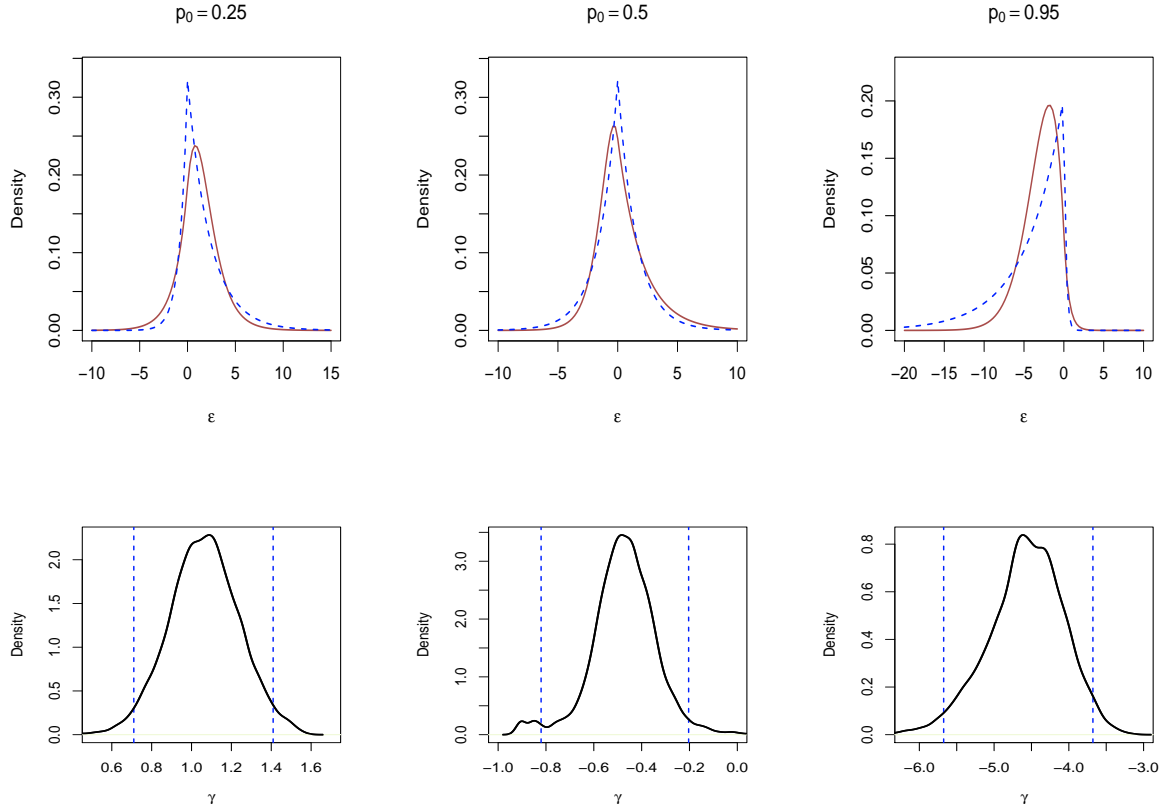 p₀ = 0.25
p₀ = 0.5
p₀ = 0.95
Density
0.00 0.10 0.20 0.30
−10 −5 0 5 10 15
ε
Density
0.00 0.10 0.20 0.30
−10 −5 0 5 10
ε
Density
0.00 0.05 0.10 0.15 0.20
−20 −15 −10 −5 0 5 10
ε
Density
0.0 0.5 1.0 1.5 2.0
0.6 0.8 1.0 1.2 1.4 1.6
γ
Density
0.0 1.0 2.0 3.0
−1.0 −0.8 −0.6 −0.4 −0.2 0.0
γ
Density
0.0 0.2 0.4 0.6 0.8
−6.0 −5.0 −4.0 −3.0
γ